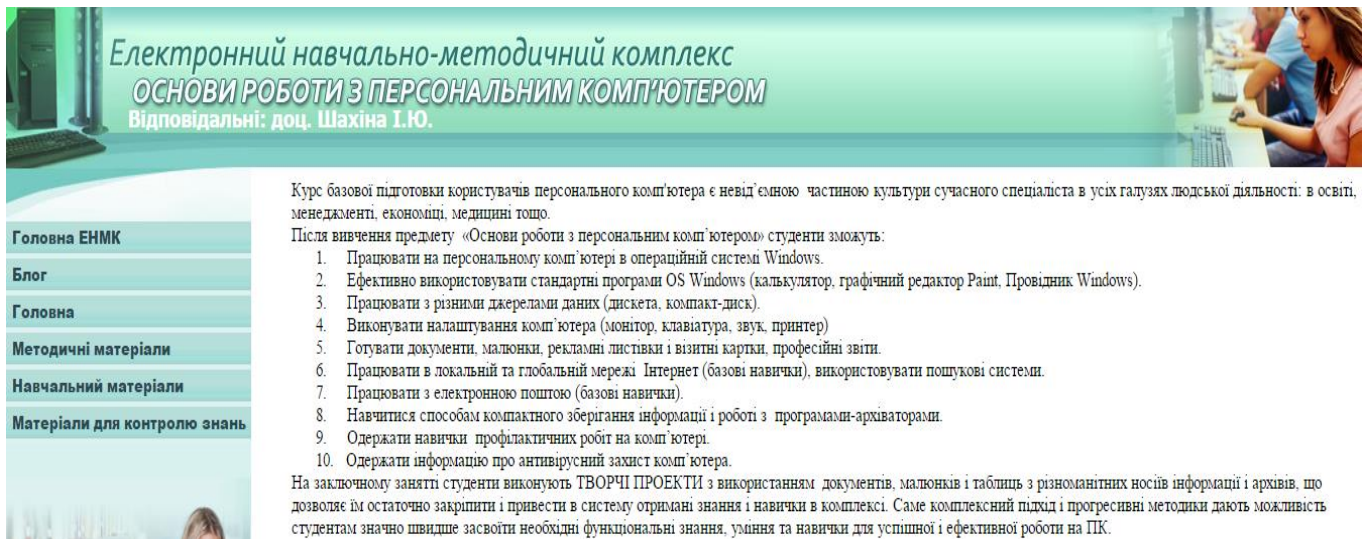 Електронний навчально-методичний комплекс
ОСНОВИ РОБОТИ З ПЕРСОНАЛЬНИМ КОМП'ЮТЕРОМ
Відповідальні: доц. Шахіна І.Ю.
Головна ЕНМК
Блог
Головна
Методичні матеріали
Навчальний матеріали
Матеріали для контролю знань
Курс базової підготовки користувачів персонального комп'ютера є невід`ємною частиною культури сучасного спеціаліста в усіх галузях людської діяльності: в освіті,
менеджменті, економіці, медицині тощо.
Після вивчення предмету «Основи роботи з персональним комп`ютером» студенти зможуть:
1. Працювати на персональному комп`ютері в операційній системі Windows.
2. Ефективно використовувати стандартні програми OS Windows (калькулятор, графічний редактор Paint, Провідник Windows).
3. Працювати з різними джерелами даних (дискета, компакт-диск).
4. Виконувати налаштування комп`ютера (монітор, клавіатура, звук, принтер)
5. Готувати документи, малюнки, рекламні листівки і візитні картки, професійні звіти.
6. Працювати в локальній та глобальній мережі Інтернет (базові навички), використовувати пошукові системи.
7. Працювати з електронною поштою (базові навички).
8. Навчитися способам компактного зберігання інформації і роботі з програмами-архіваторами.
9. Одержати навички профілактичних робіт на комп`ютері.
10. Одержати інформацію про антивірусний захист комп`ютера.
На заключному занятті студенти виконують ТВОРЧІ ПРОЕКТИ з використанням документів, малюнків і таблиць з різноманітних носіїв інформації і архівів, що
дозволяє їм остаточно закріпити і привести в систему отримані знання і навички в комплексі. Саме комплексний підхід і прогресивні методики дають можливість
студентам значно швидше засвоїти необхідні функціональні знання, уміння та навички для успішної і ефективної роботи на ПК.